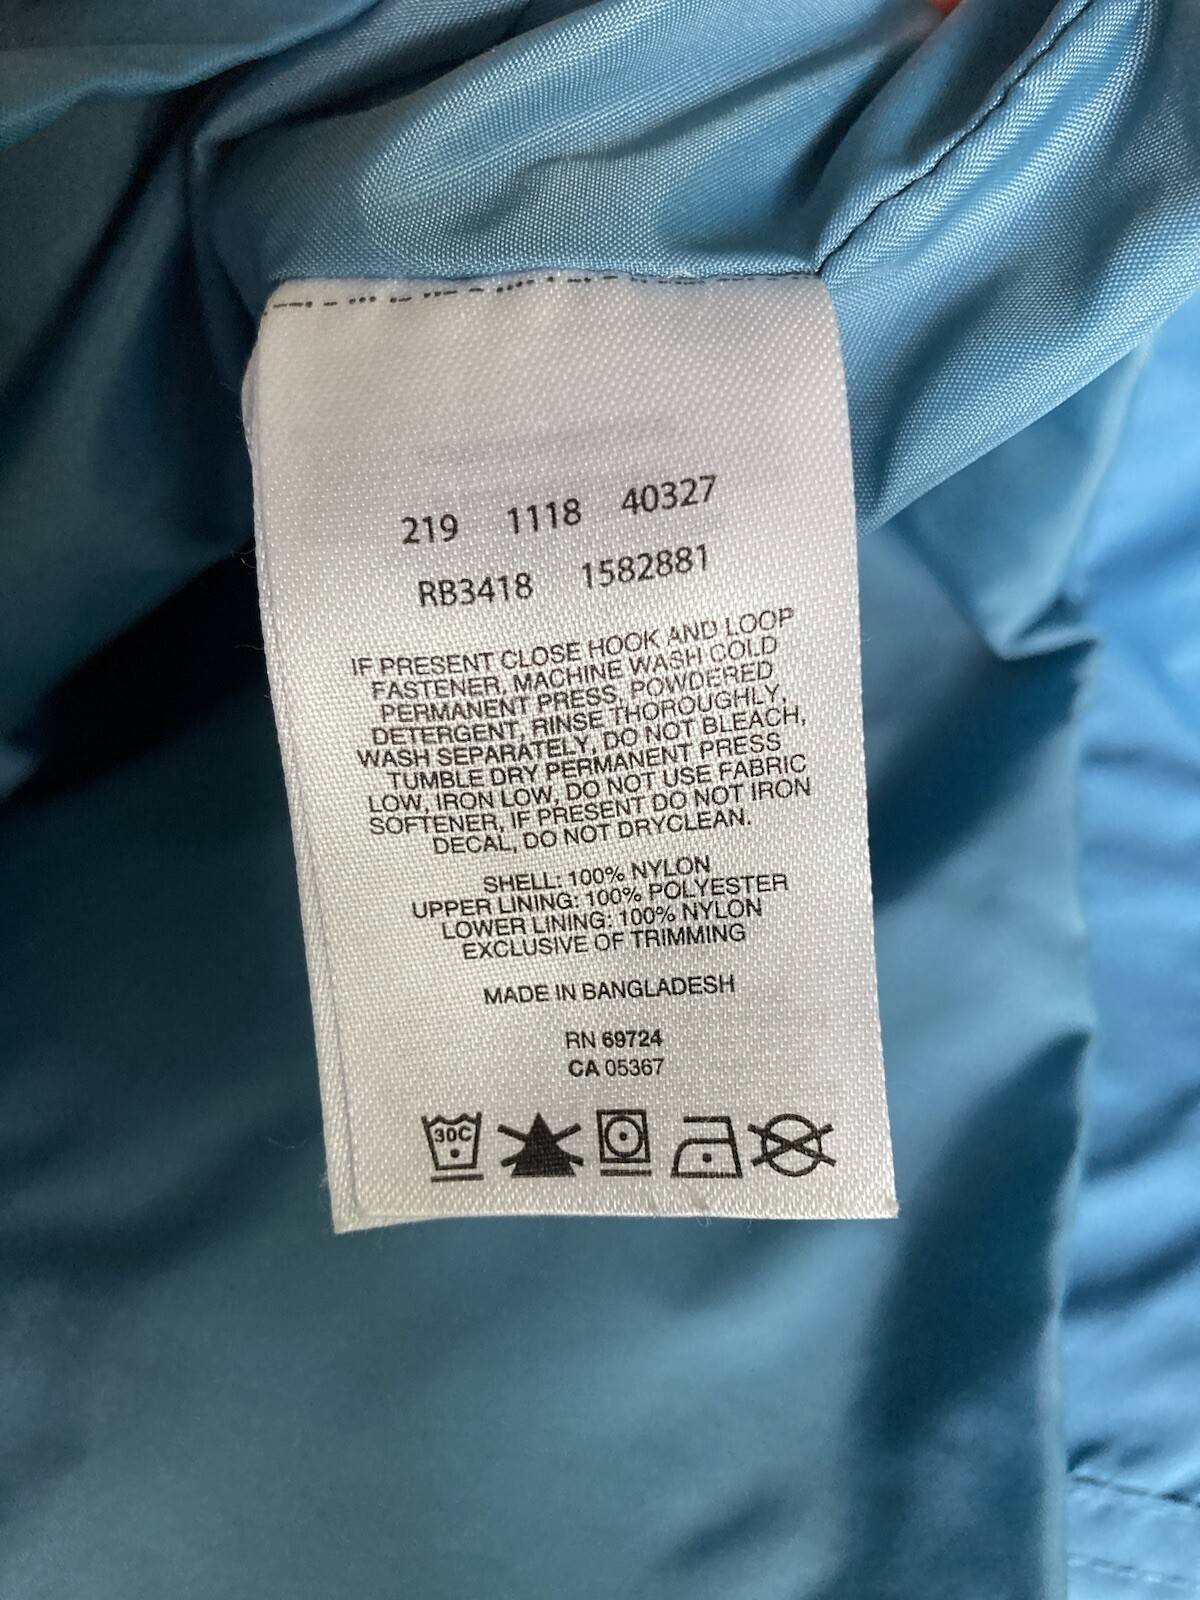 219 1118 40327
RB3418 1582881
IF PRESENT CLOSE HOOK AND LOOP
FASTENER, MACHINE WASH COLD
PERMANENT PRESS, POWDERED
DETERGENT, RINSE THOROUGHLY,
WASH SEPARATELY, DO NOT BLEACH,
TUMBLE DRY PERMANENT PRESS
LOW, IRON LOW, DO NOT USE FABRIC
SOFTENER, IF PRESENT DO NOT IRON
DECAL, DO NOT DRYCLEAN.
SHELL: 100% NYLON
UPPER LINING: 100% POLYESTER
LOWER LINING: 100% NYLON
EXCLUSIVE OF TRIMMING
MADE IN BANGLADESH
RN 69724
CA 05367
30C